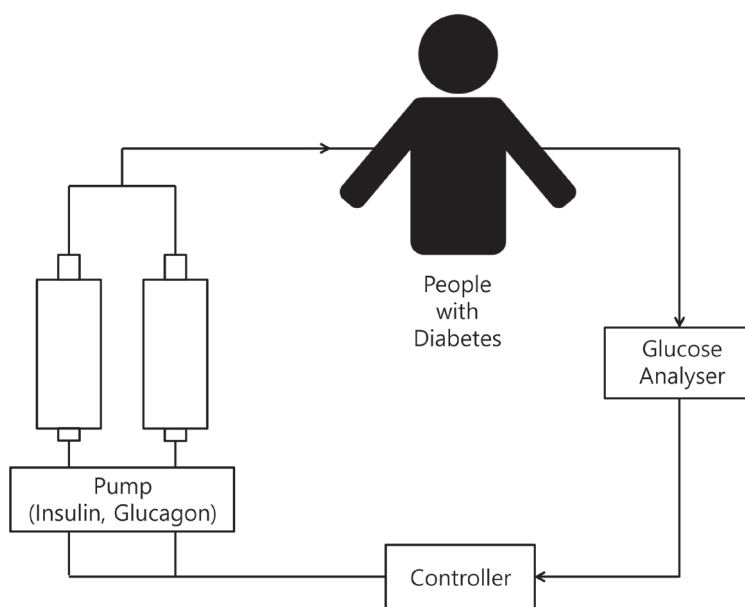 People
with
Diabetes
Glucose
Analyser
Pump
(Insulin, Glucagon)
Controller